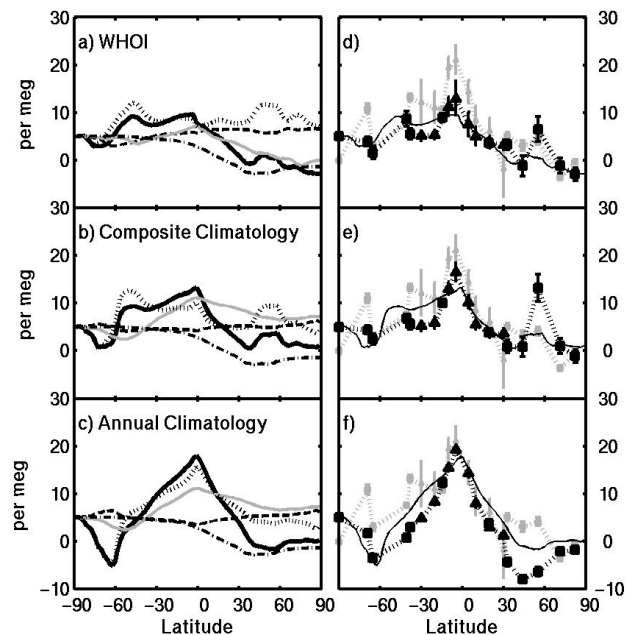 30 30
a) WHOI d)
20 20
per meg
10 10
0 0
30 30
b) Composite Climatology e)
20 20
per meg
10 10
0 0
30 30
c) Annual Climatology f)
20 20
per meg
10 10
0 0
−10 −10
−90 −60 −30 0 30 60 90 −60 −30 0 30 60 90
Latitude Latitude